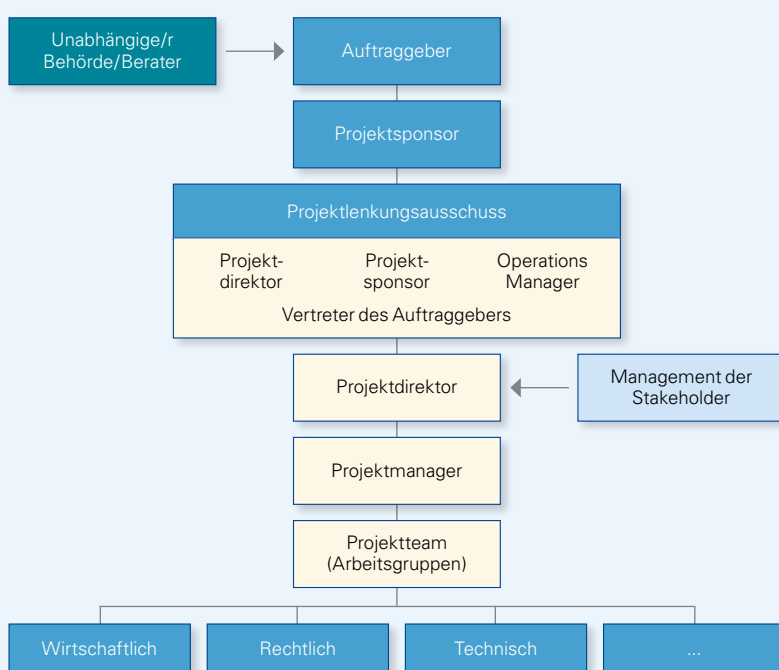 Unabhängige/r
Behörde/Berater
Auftraggeber
Projektsponsor
Projektlenkungsausschuss
Projekt-
direktor
Projekt-
sponsor
Operations
Manager
Vertreter des Auftraggebers
Projektdirektor
Management der
Stakeholder
Projektmanager
Projektteam
(Arbeitsgruppen)
Wirtschaftlich
Rechtlich
Technisch
...